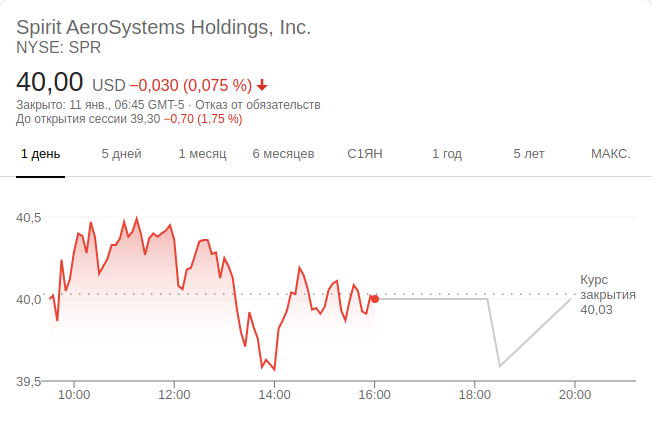 Spirit AeroSystems Holdings, Inc.
NYSE: SPR
40,00 USD −0,030 (0,075 %)
Закрыто: 11 янв., 06:45 GMT-5 · Отказ от обязательств
До открытия сессии 39,30 −0,70 (1,75 %)
1 день 5 дней 1 месяц 6 месяцев С1ЯН 1 год 5 лет МАКС.
40,5
Курс
закрытия
40,03
40,0
39,5
10:00 12:00 14:00 16:00 18:00 20:00